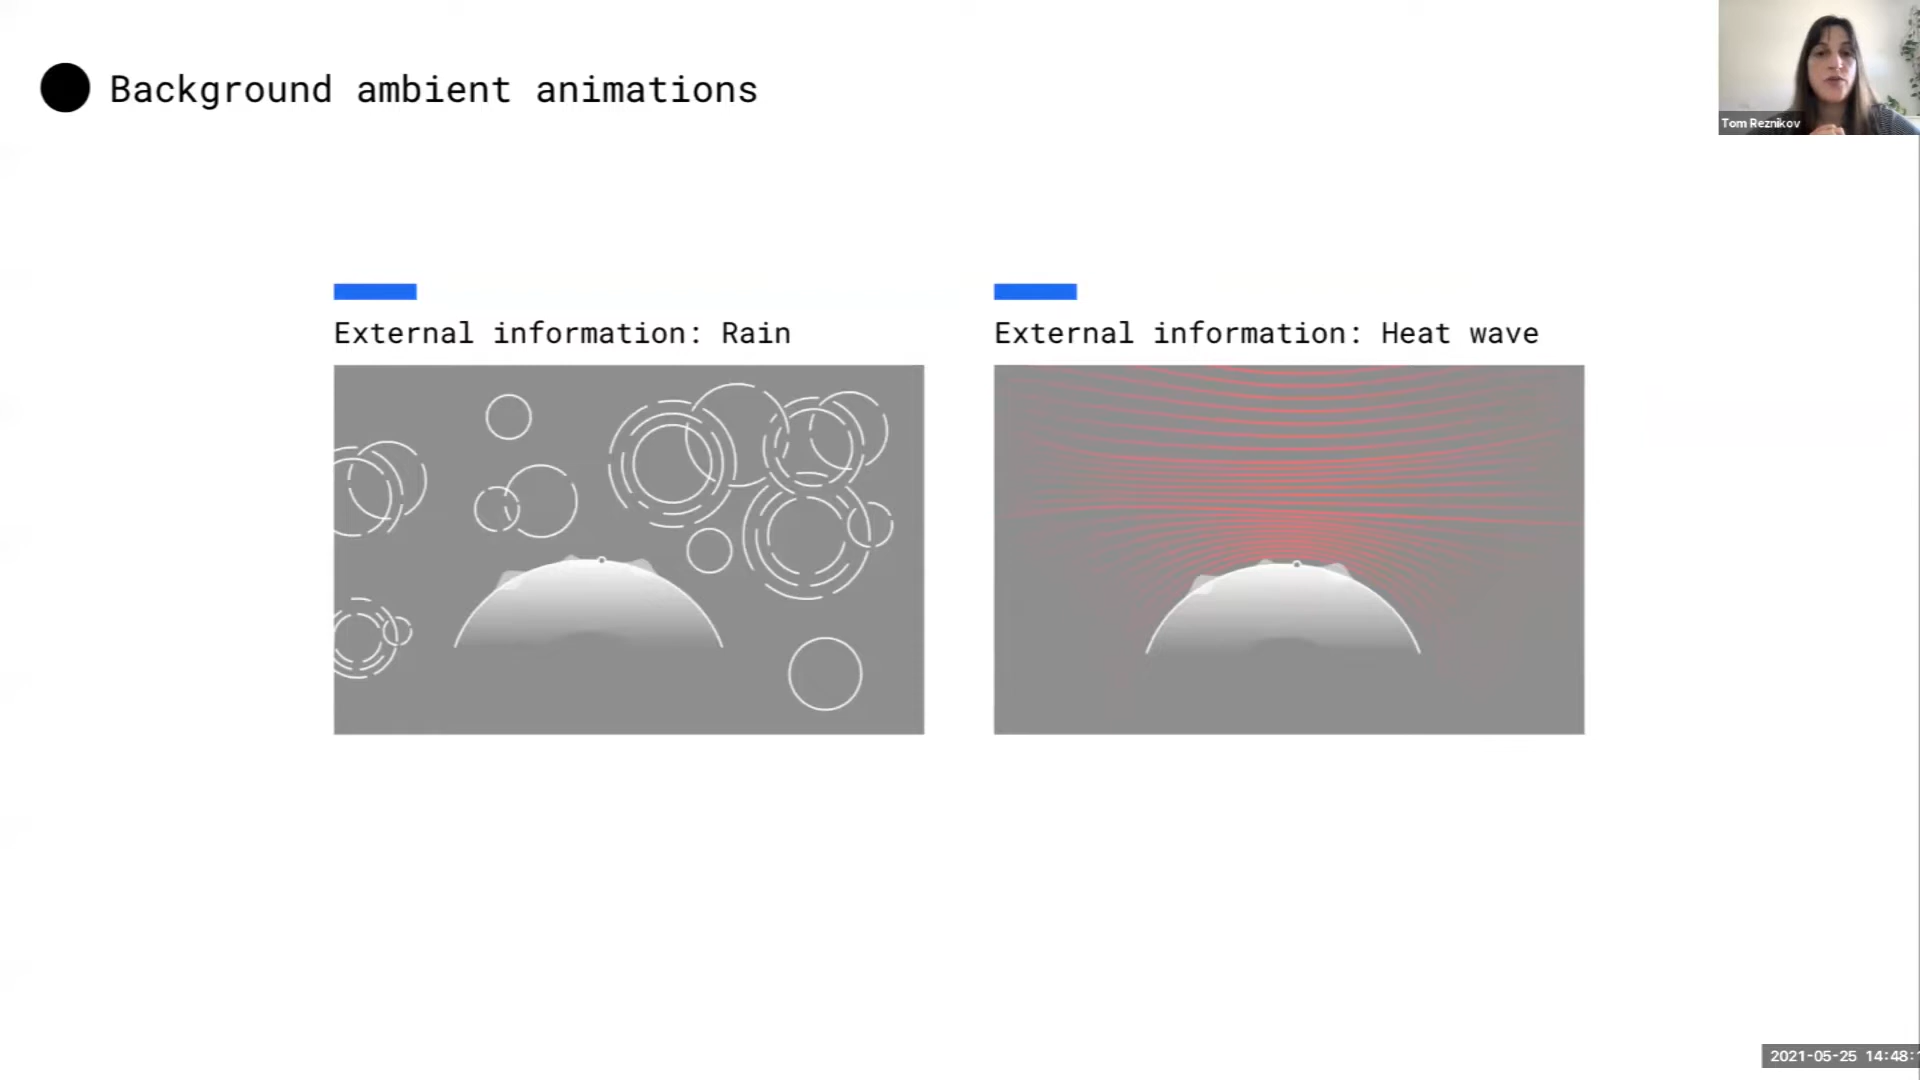 Background ambient animations
Tom Reznikov
External information: Rain
External information: Heat wave
2021-05-25 14:48: